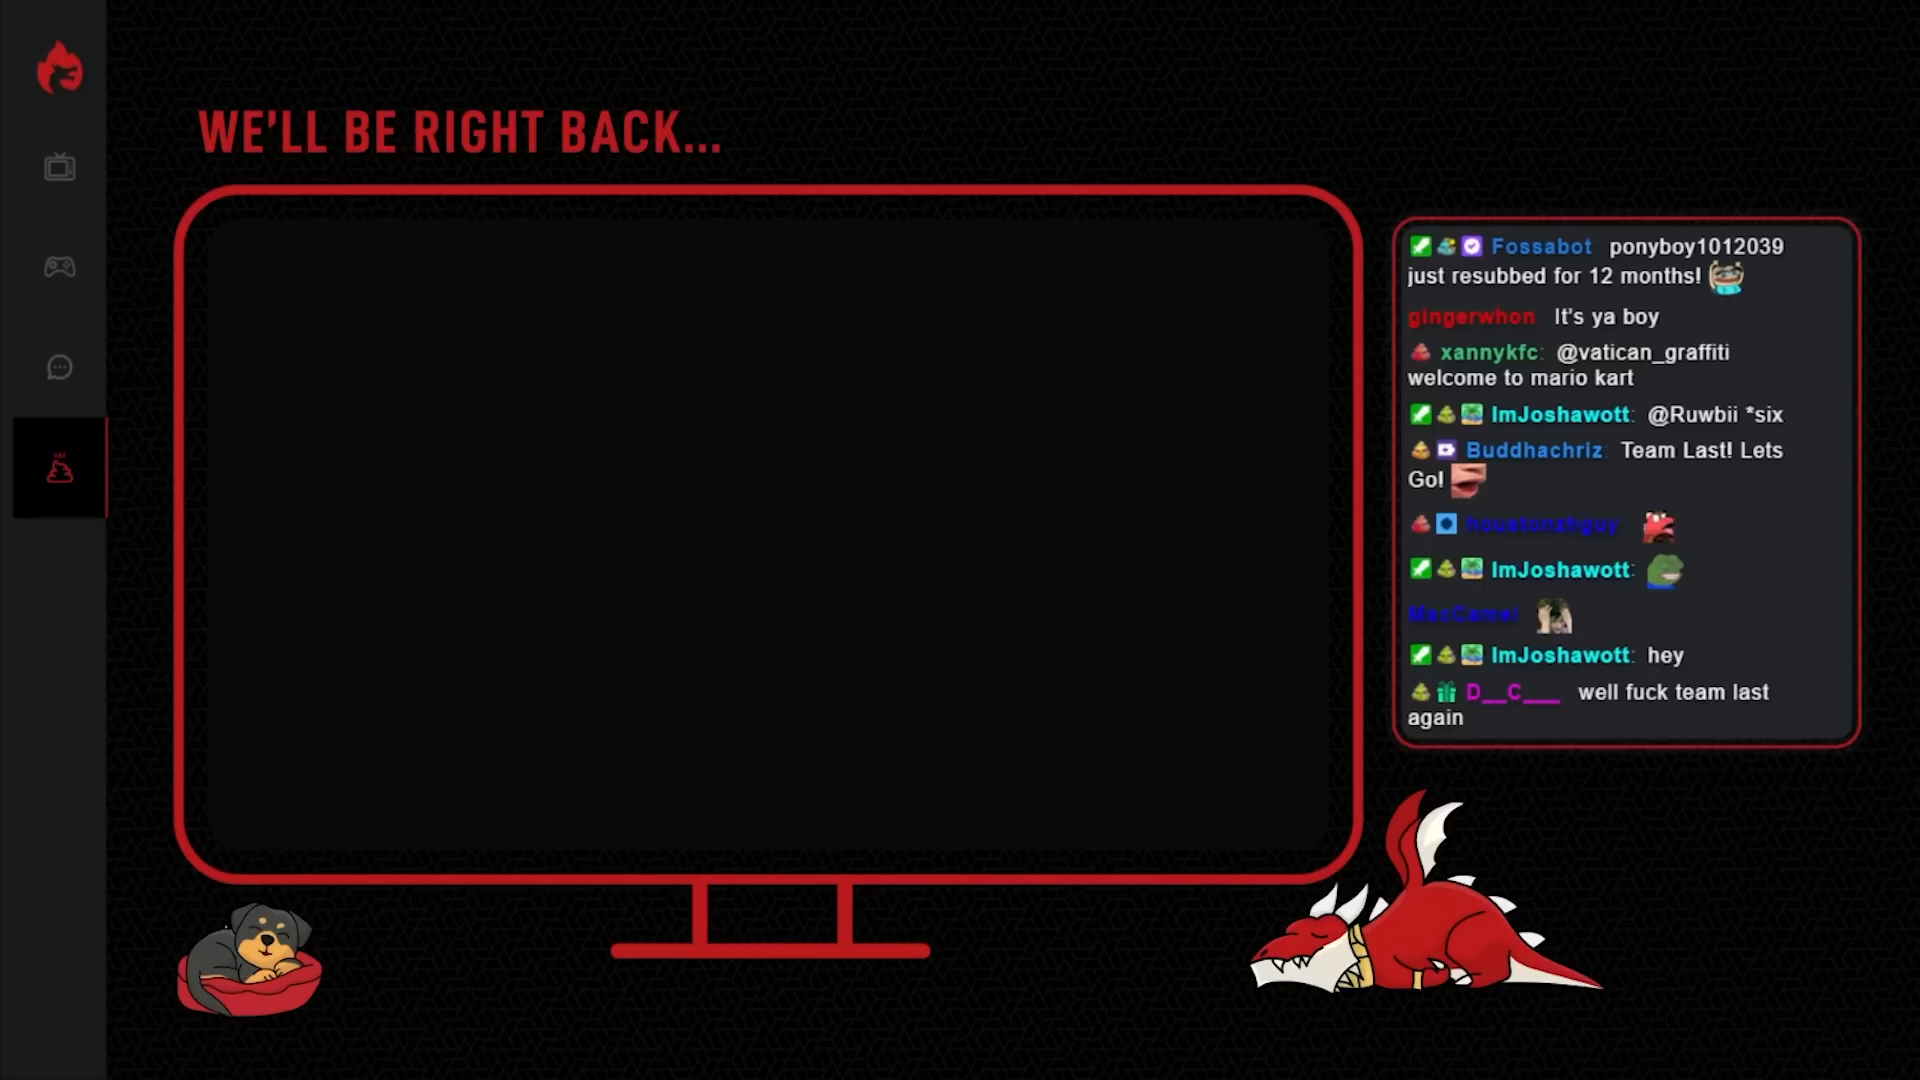 WE'LL BE RIGHT BACK...
Fossabot: ponyboy1012039
just resubbed for 12 months!
gingerwhon: It's ya boy
xannykfc: @vatican_graffiti
welcome to mario kart
ImJoshawott: @Ruwbii *six
Buddhachriz: Team Last! Lets
Go!
houstonzhguy
ImJoshawott:
ImJoshawott: hey
D__C___ well fuck team last
again